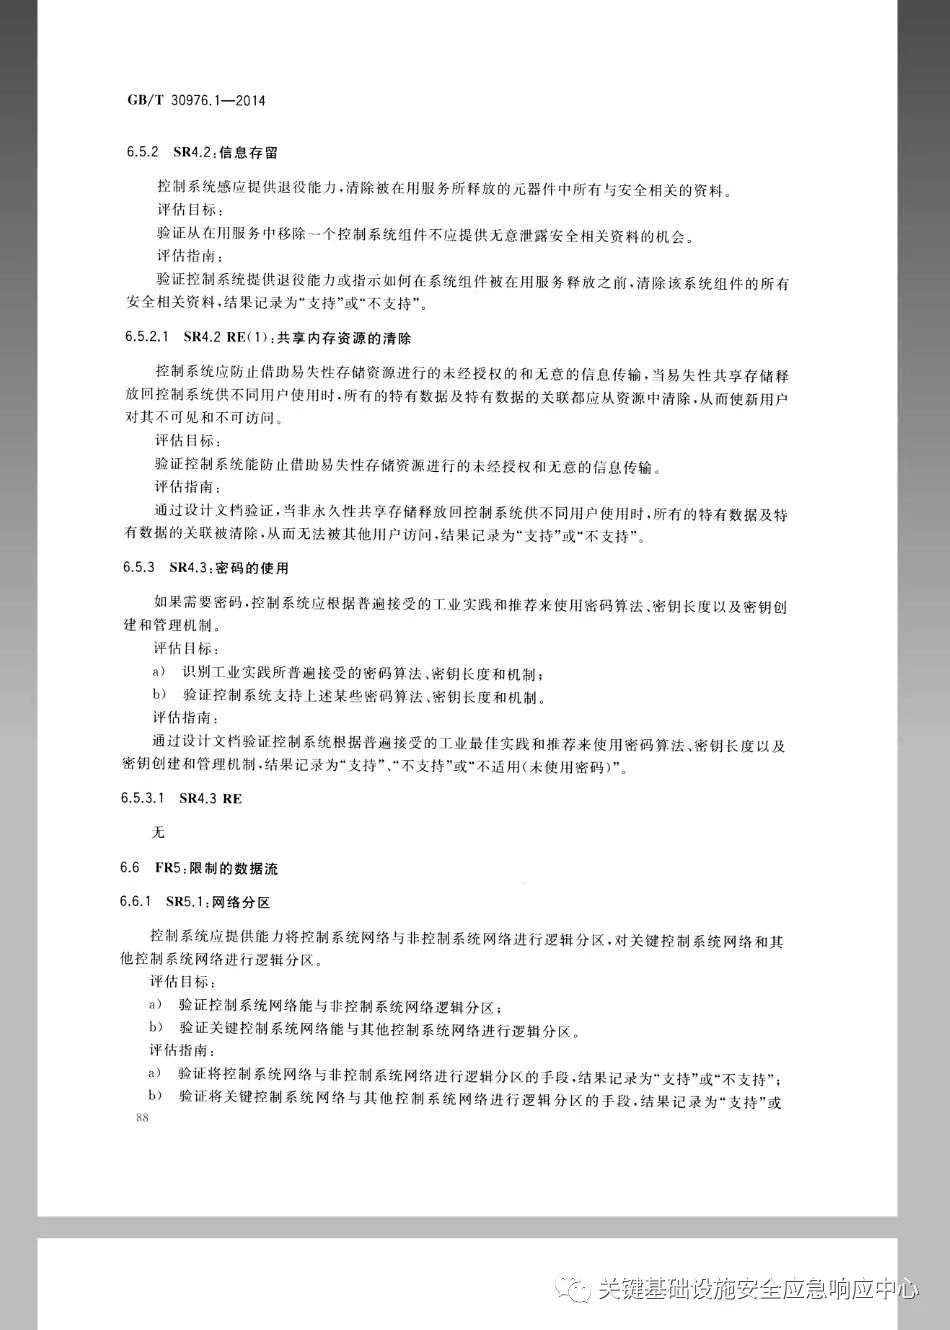 GB/T 30976.1—2014
6.5.2 SR4.2:信息存留
控制系统感应提供退役能力,清除被在用服务所释放的元器件中所有与安全相关的资料。
评估目标:
验证从在用服务中移除一个控制系统组件不应提供无意泄露安全相关资料的机会。
评估指南:
验证控制系统提供退役能力或指示如何在系统组件被在用服务释放之前,清除该系统组件的所有
安全相关资料,结果记录为“支持”或“不支持”。
6.5.2.1 SR4.2 RE(1):共享内存资源的清除
控制系统应防止借助易失性存储资源进行的未经授权的和无意的信息传输,当易失性共享存储释
放回控制系统供不同用户使用时,所有的特有数据及特有数据的关联都应从资源中清除,从而使新用户
对其不可见和不可访问。
评估目标:
验证控制系统能防止借助易失性存储资源进行的未经授权和无意的信息传输。
评估指南:
通过设计文档验证,当非永久性共享存储释放回控制系统供不同用户使用时,所有的特有数据及特
有数据的关联被清除,从而无法被其他用户访问,结果记录为“支持”或“不支持”。
6.5.3 SR4.3:密码的使用
如果需要密码,控制系统应根据普遍接受的工业实践和推荐来使用密码算法、密钥长度以及密钥创
建和管理机制。
评估目标:
a) 识别工业实践所普遍接受的密码算法、密钥长度和机制;
b) 验证控制系统支持上述某些密码算法、密钥长度和机制。
评估指南:
通过设计文档验证控制系统根据普遍接受的工业最佳实践和推荐来使用密码算法、密钥长度以及
密钥创建和管理机制,结果记录为“支持”、“不支持”或“不适用(未使用密码)”。
6.5.3.1 SR4.3 RE
无
6.6 FR5:限制的数据流
6.6.1 SR5.1:网络分区
控制系统应提供能力将控制系统网络与非控制系统网络进行逻辑分区,对关键控制系统网络和其
他控制系统网络进行逻辑分区。
评估目标:
a) 验证控制系统网络能与非控制系统网络逻辑分区;
b) 验证关键控制系统网络能与其他控制系统网络进行逻辑分区。
评估指南:
a) 验证将控制系统网络与非控制系统网络进行逻辑分区的手段,结果记录为“支持”或“不支持”;
b) 验证将关键控制系统网络与其他控制系统网络进行逻辑分区的手段,结果记录为“支持”或
88
关键基础设施安全应急响应中心